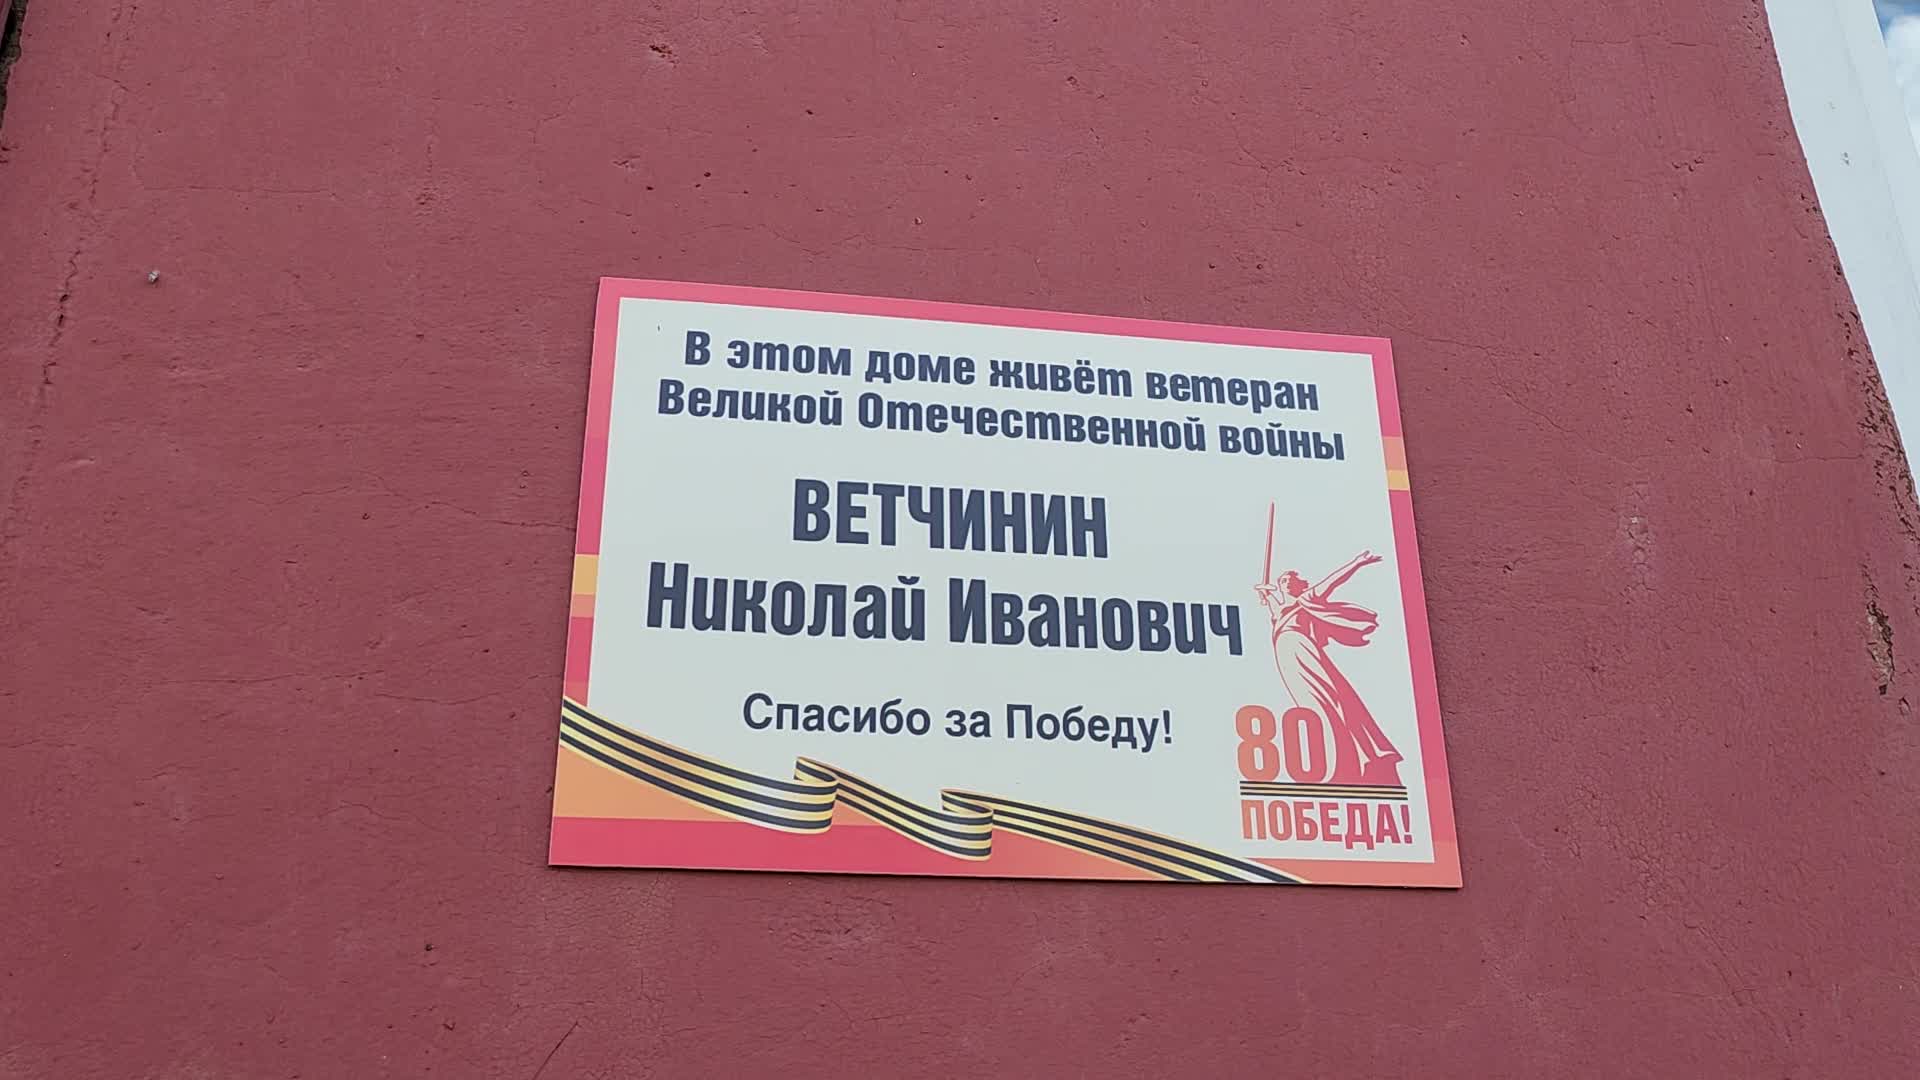 В этом доме живёт ветеран
Великой Отечественной войны
ВЕТЧИНИН
Николай Иванович
Спасибо за Победу!
80
ПОБЕДА!